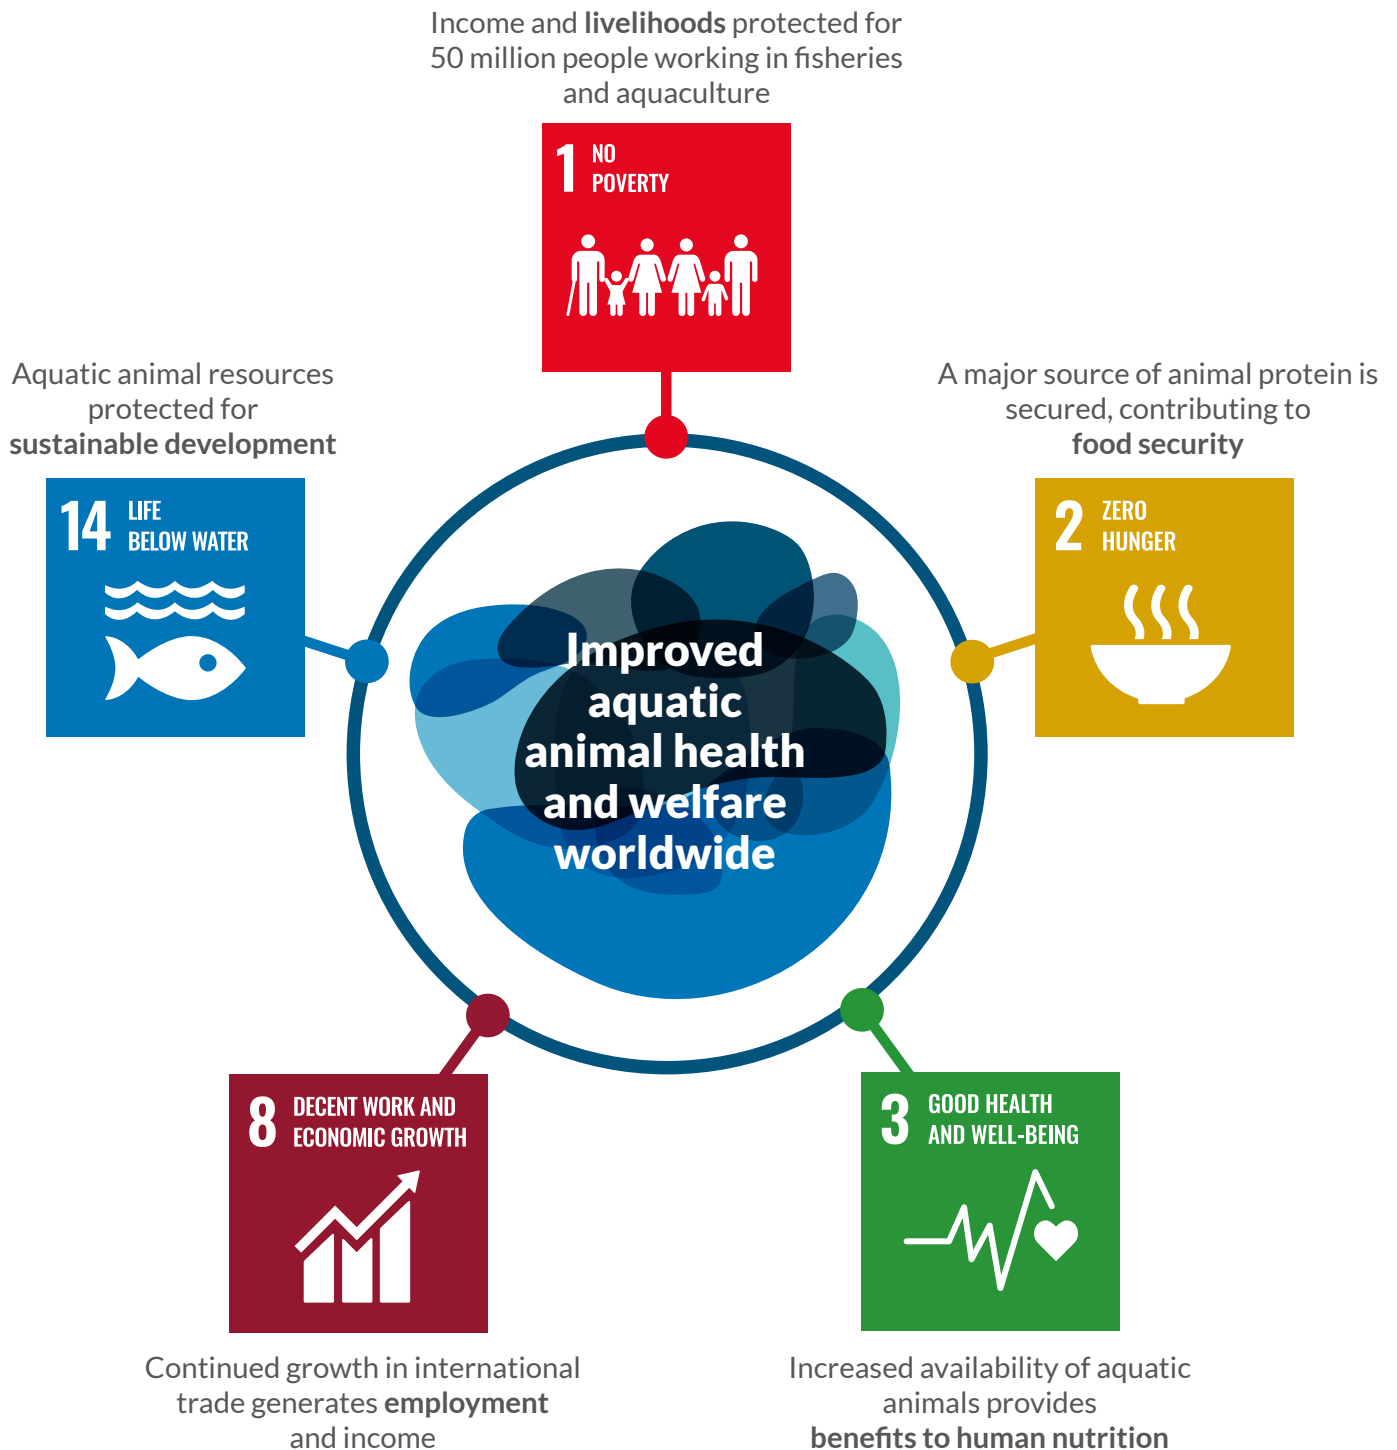 Income and livelihoods protected for
50 million people working in fisheries
and aquaculture
1 NO
POVERTY
Aquatic animal resources
protected for
sustainable development
14 LIFE
BELOW WATER
A major source of animal protein is
secured, contributing to
food security
2 ZERO
HUNGER
Improved
aquatic
animal health
and welfare
worldwide
8 DECENT WORK AND
ECONOMIC GROWTH
Continued growth in international
trade generates employment
and income
3 GOOD HEALTH
AND WELL-BEING
Increased availability of aquatic
animals provides
benefits to human nutrition